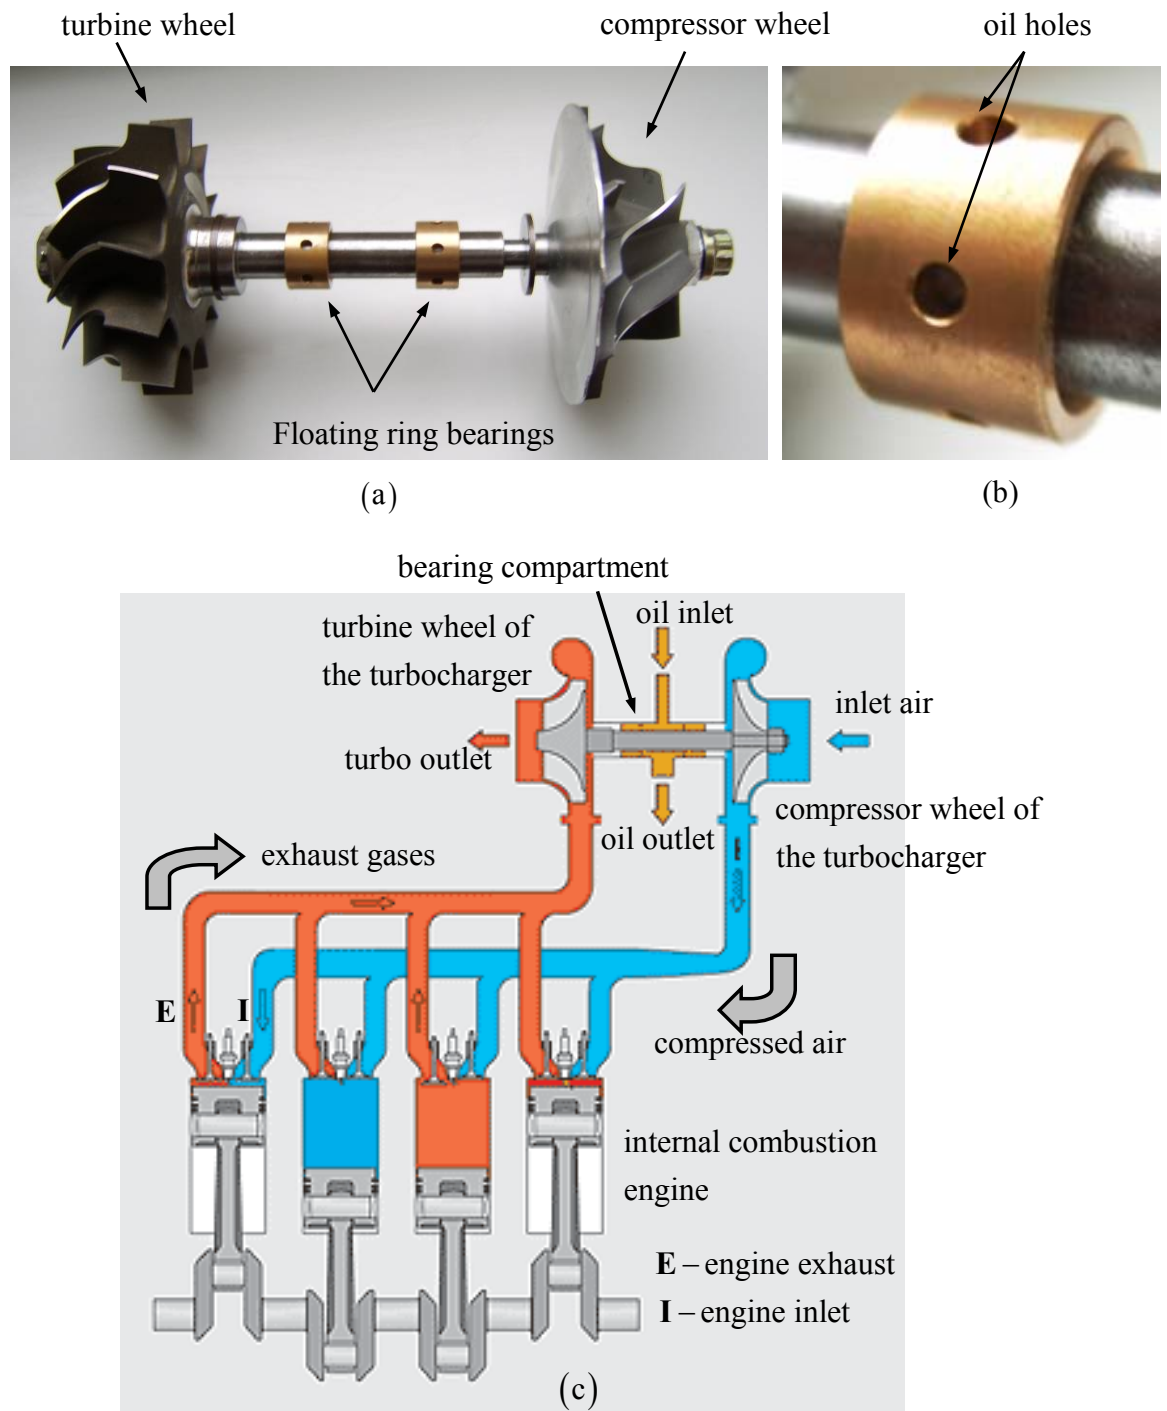 turbine wheel
compressor wheel
oil holes
Floating ring bearings
(a)
(b)
bearing compartment
turbine wheel of
the turbocharger
oil inlet
inlet air
turbo outlet
oil outlet
compressor wheel of
the turbocharger
exhaust gases
E
I
compressed air
internal combustion
engine
E – engine exhaust
I – engine inlet
(c)